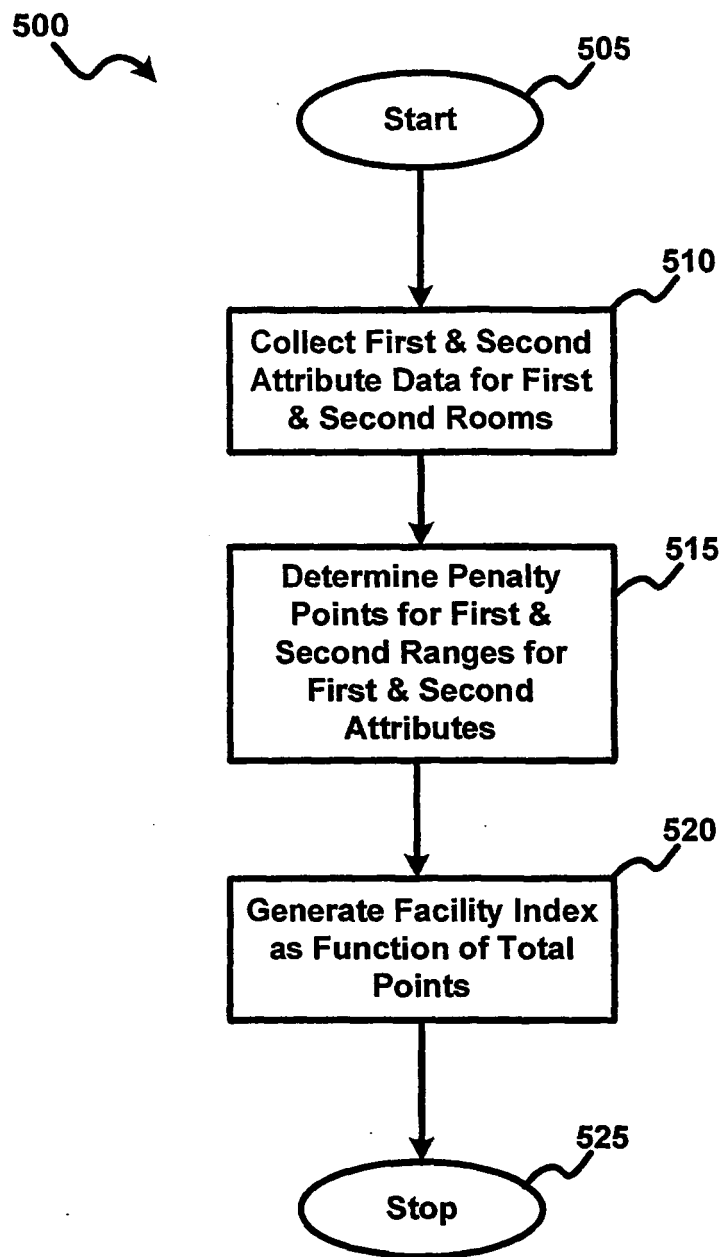 500
505
Start
510
Collect First & Second
Attribute Data for First
& Second Rooms
515
Determine Penalty
Points for First &
Second Ranges for
First & Second
Attributes
520
Generate Facility Index
as Function of Total
Points
525
Stop